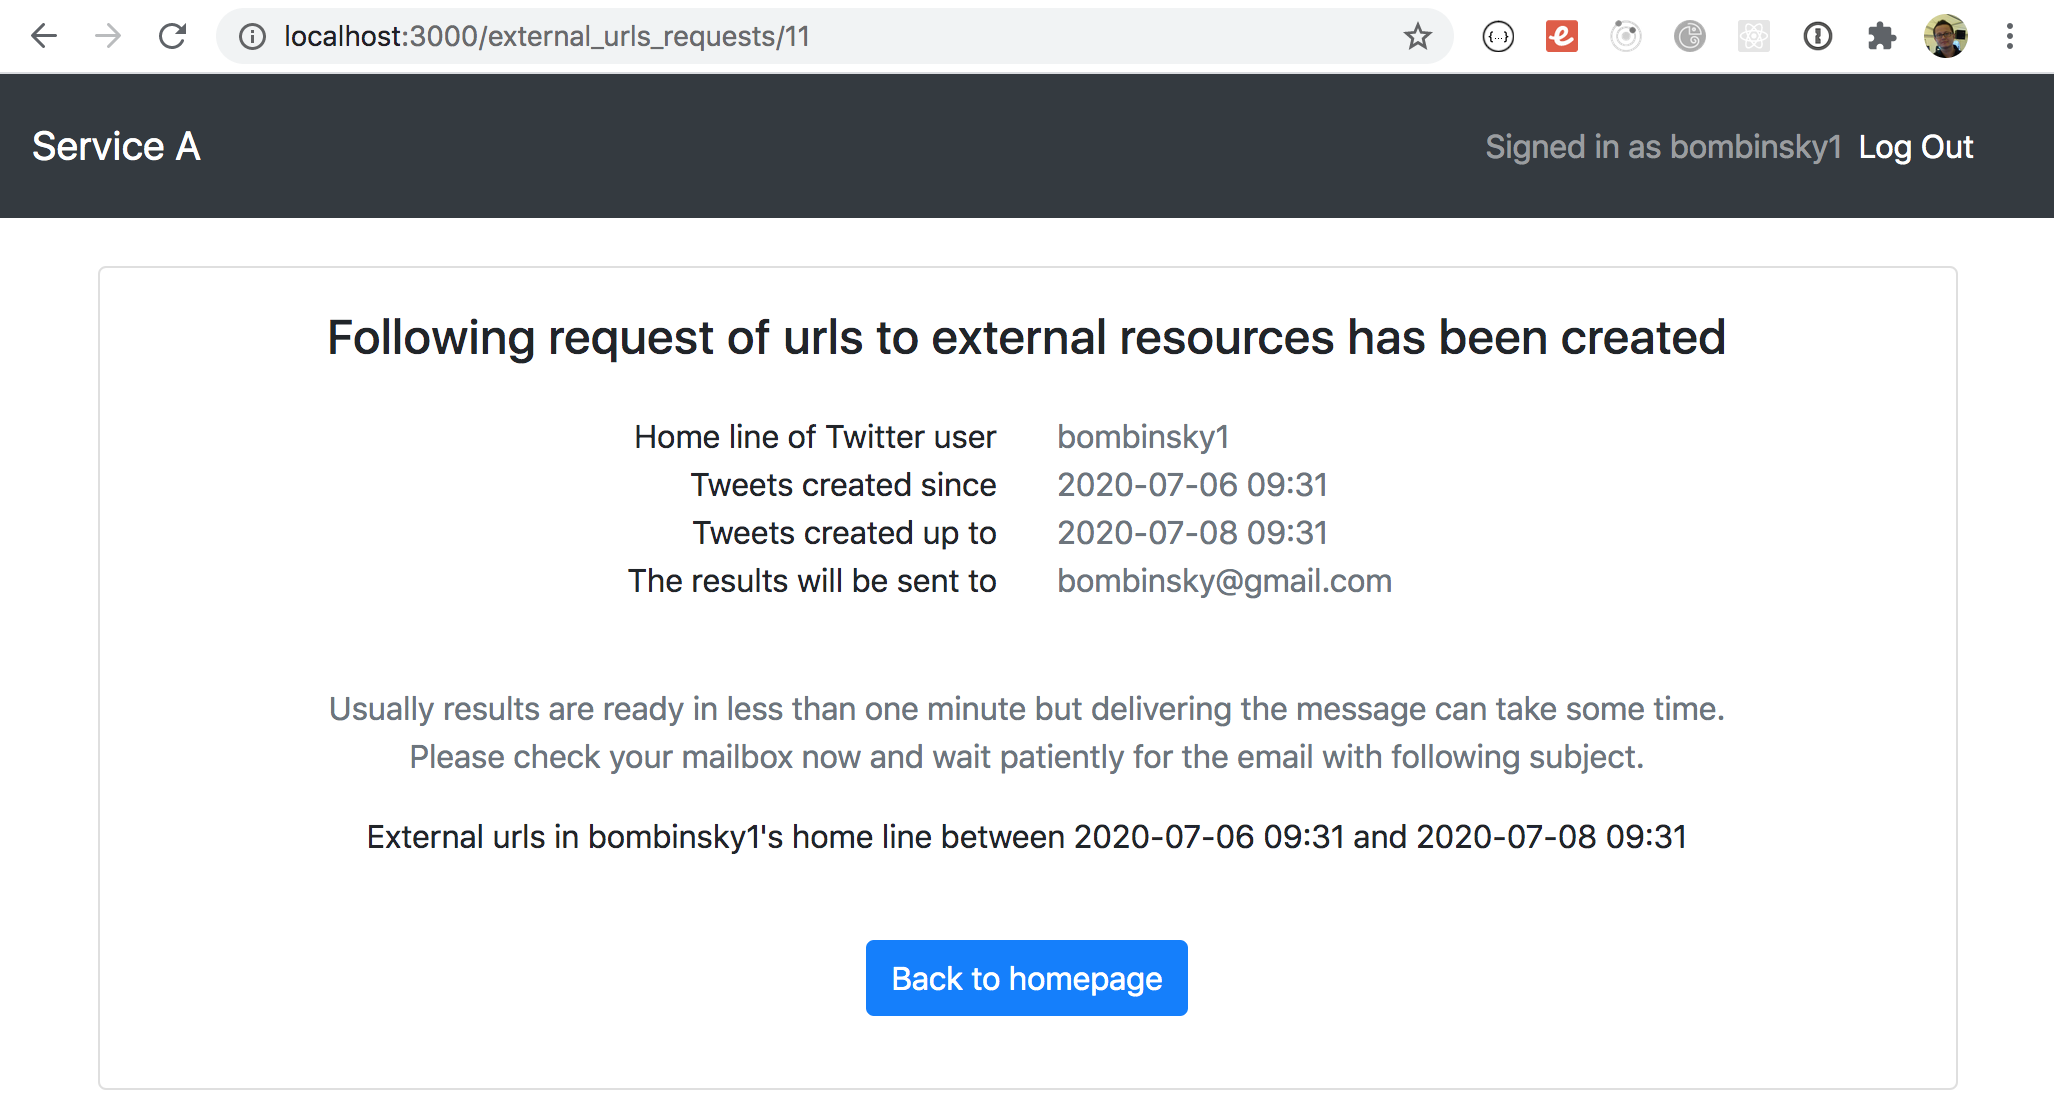 localhost:3000/external_urls_requests/11
Service A
Signed in as bombinsky1 Log Out
Following request of urls to external resources has been created
Home line of Twitter user bombinsky1
Tweets created since 2020-07-06 09:31
Tweets created up to 2020-07-08 09:31
The results will be sent to bombinsky@gmail.com
Usually results are ready in less than one minute but delivering the message can take some time.
Please check your mailbox now and wait patiently for the email with following subject.
External urls in bombinsky1's home line between 2020-07-06 09:31 and 2020-07-08 09:31
Back to homepage